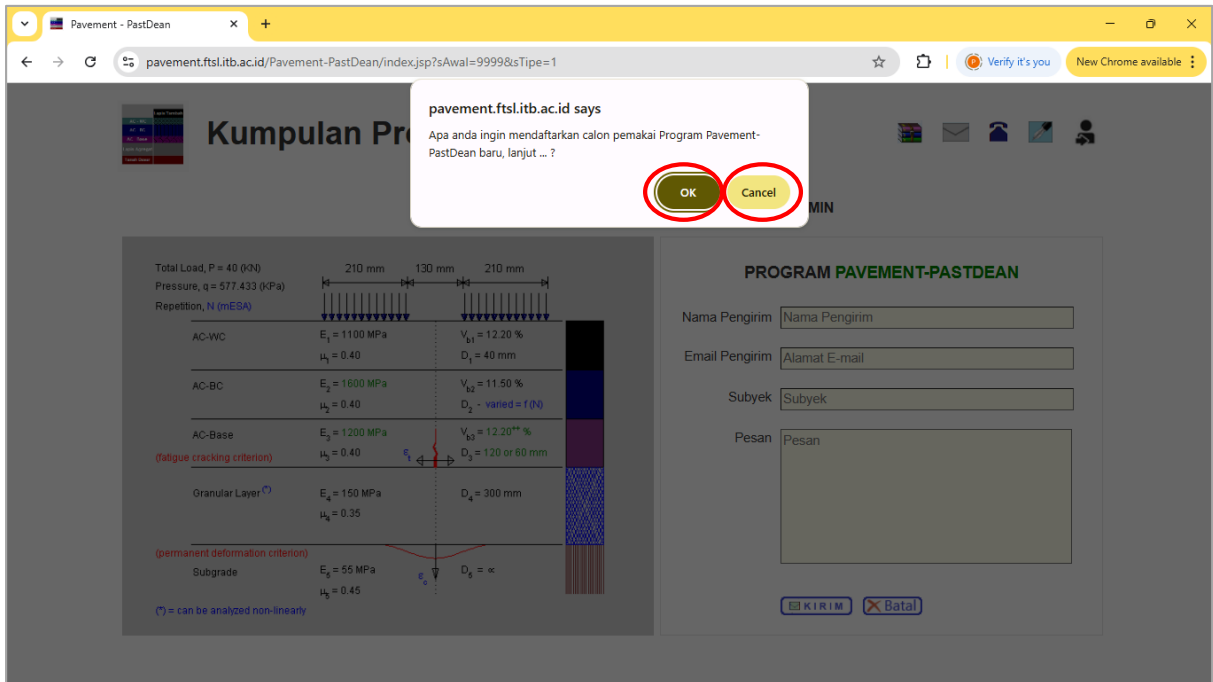 Pavement - PastDean
pavement.ftsl.itb.ac.id/Pavement-PastDean/index.jsp?sAwal=9999&sTipe=1
Verify it's you
New Chrome available
pavement.ftsl.itb.ac.id says
Apa anda ingin mendaftarkan calon pemakai Program Pavement-
PastDean baru, lanjut ... ?
OK
Cancel
Kumpulan
MIN
Total Load, P = 40 (KN)
Pressure, q = 577.433 (KPa)
Repetition, N (mESA)
210 mm 130 mm 210 mm
AC-WC E1 = 1100 MPa Vb1 = 12.20 %
μ1 = 0.40 D1 = 40 mm
AC-BC E2 = 1600 MPa Vb2 = 11.50 %
μ2 = 0.40 D2 - varied = f (N)
AC-Base E3 = 1200 MPa Vb3 = 12.20** %
(fatigue cracking criterion) μ3 = 0.40 εt D3 = 120 or 60 mm
Granular Layer(*) E4 = 150 MPa D4 = 300 mm
μ4 = 0.35
(permanent deformation criterion)
Subgrade E5 = 55 MPa εc D5 = ∝
μ5 = 0.45
(*) = can be analyzed non-linearly
PROGRAM PAVEMENT-PASTDEAN
Nama Pengirim Nama Pengirim
Email Pengirim Alamat E-mail
Subyek Subyek
Pesan Pesan
KIRIM Batal